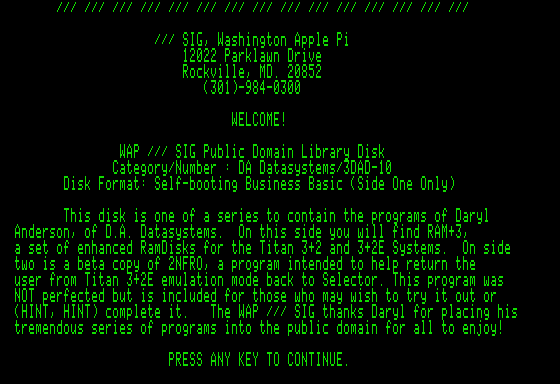 /// /// /// /// /// /// /// /// /// /// /// /// /// /// ///
/// SIG, Washington Apple Pi
12022 Parklawn Drive
Rockville, MD. 20852
(301)-984-0300
WELCOME!
WAP /// SIG Public Domain Library Disk
Category/Number : DA Datasystems/3DAD-10
Disk Format: Self-booting Business Basic (Side One Only)
This disk is one of a series to contain the programs of Daryl
Anderson, of D.A. Datasystems.  On this side you will find RAM+3,
a set of enhanced RamDisks for the Titan 3+2 and 3+2E Systems.  On side
two is a beta copy of 2NFRO, a program intended to help return the
user from Titan 3+2E emulation mode back to Selector. This program was
NOT perfected but is included for those who may wish to try it out or
(HINT, HINT) complete it.   The WAP /// SIG thanks Daryl for placing his
tremendous series of programs into the public domain for all to enjoy!
PRESS ANY KEY TO CONTINUE.